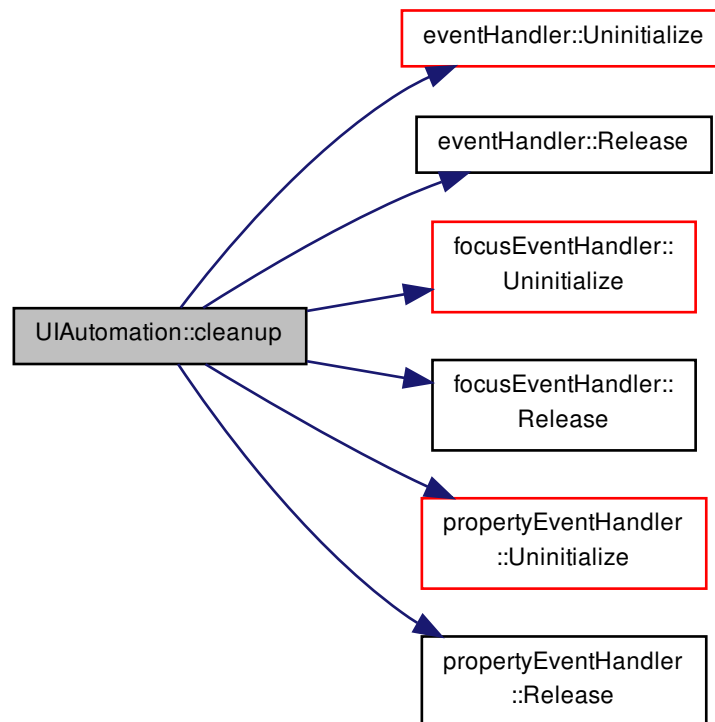 eventHandler::Uninitialize
eventHandler::Release
focusEventHandler::
Uninitialize
UIAutomation::cleanup
focusEventHandler::
Release
propertyEventHandler
::Uninitialize
propertyEventHandler
::Release